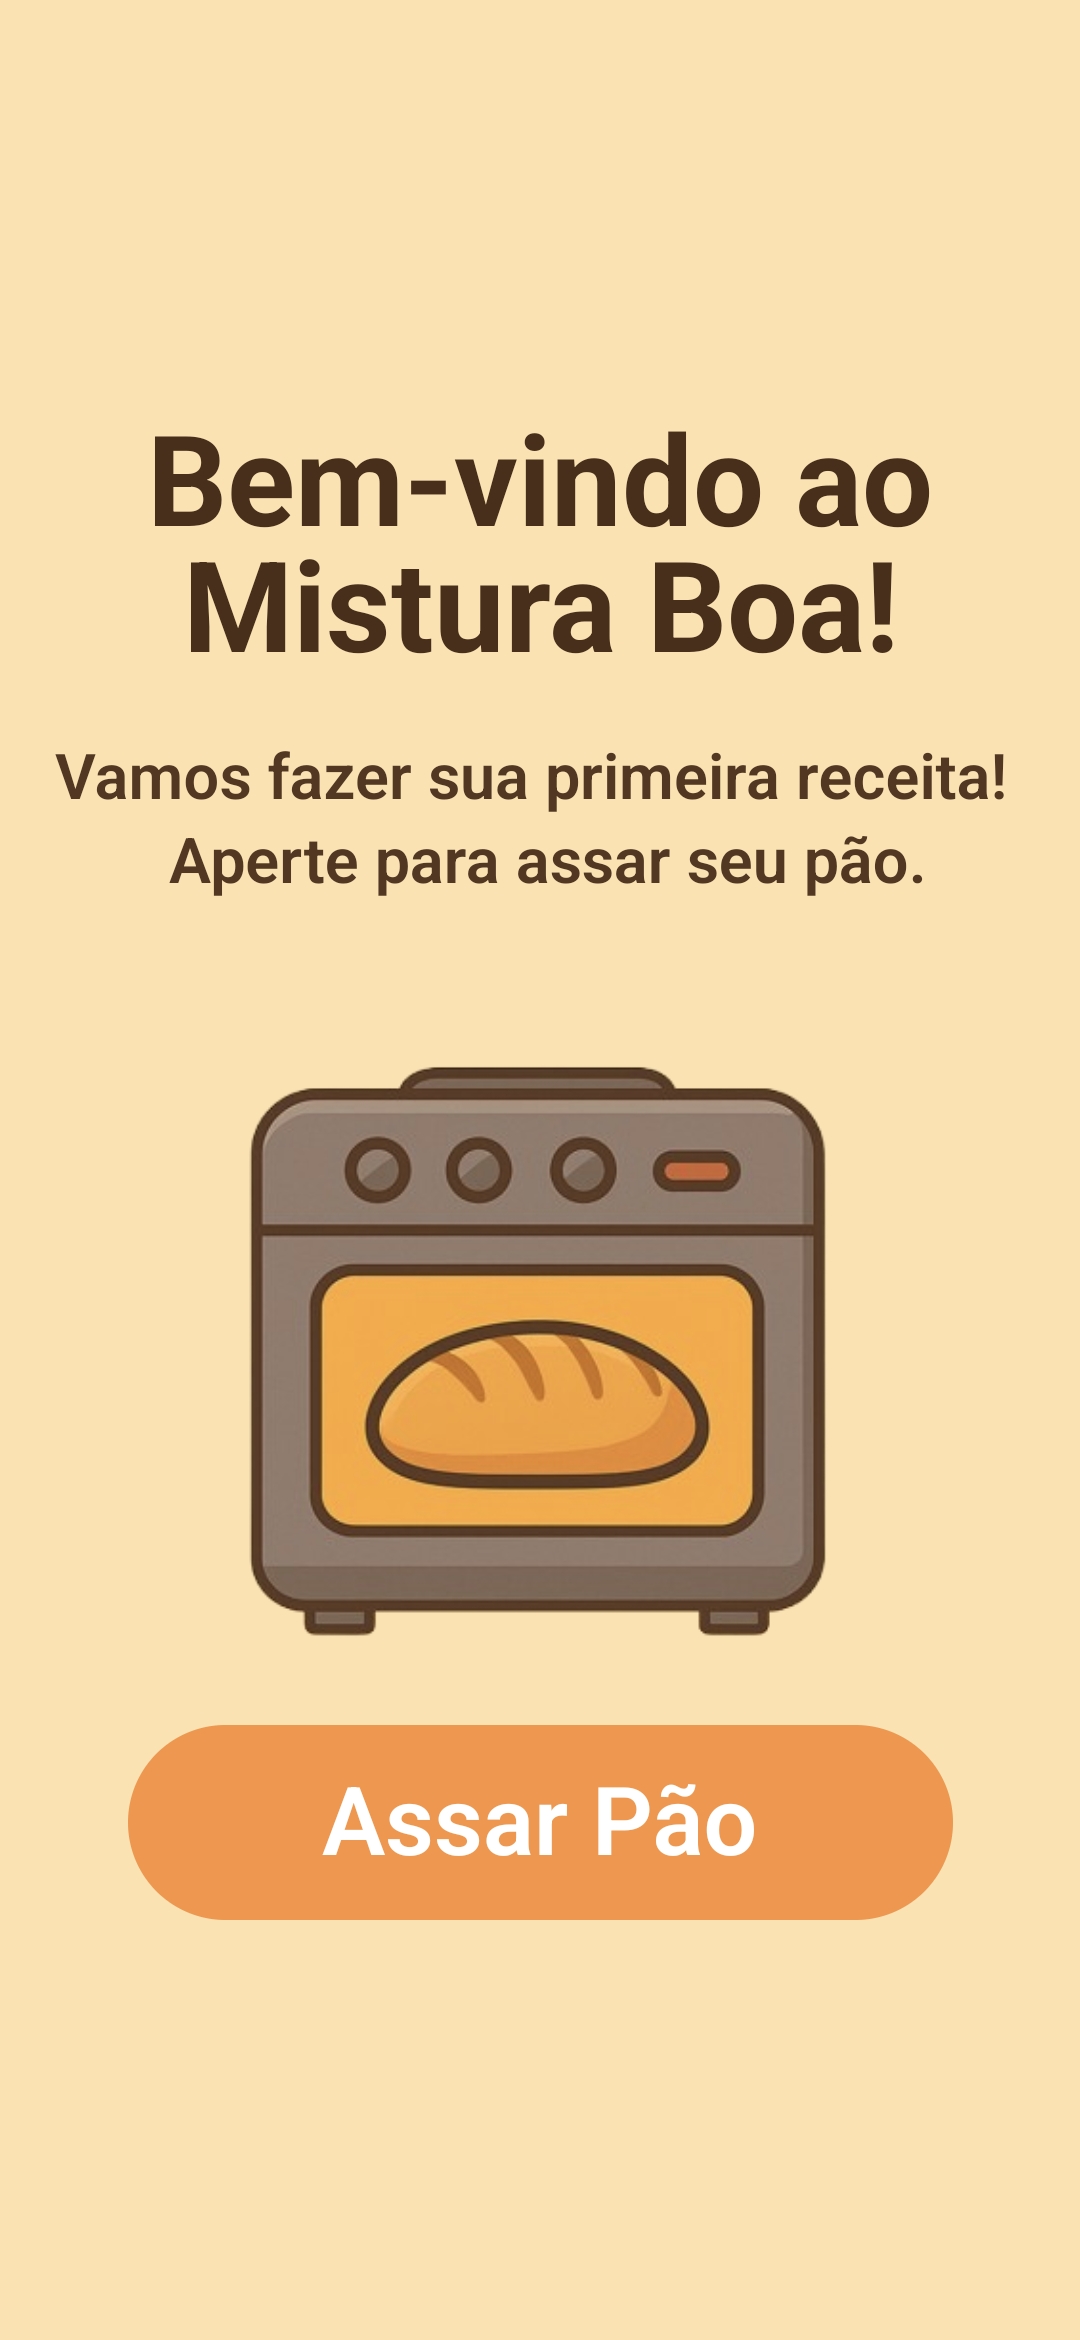 Bem-vindo ao
Mistura Boa!
Vamos fazer sua primeira receita!
Aperte para assar seu pão.
Assar Pão